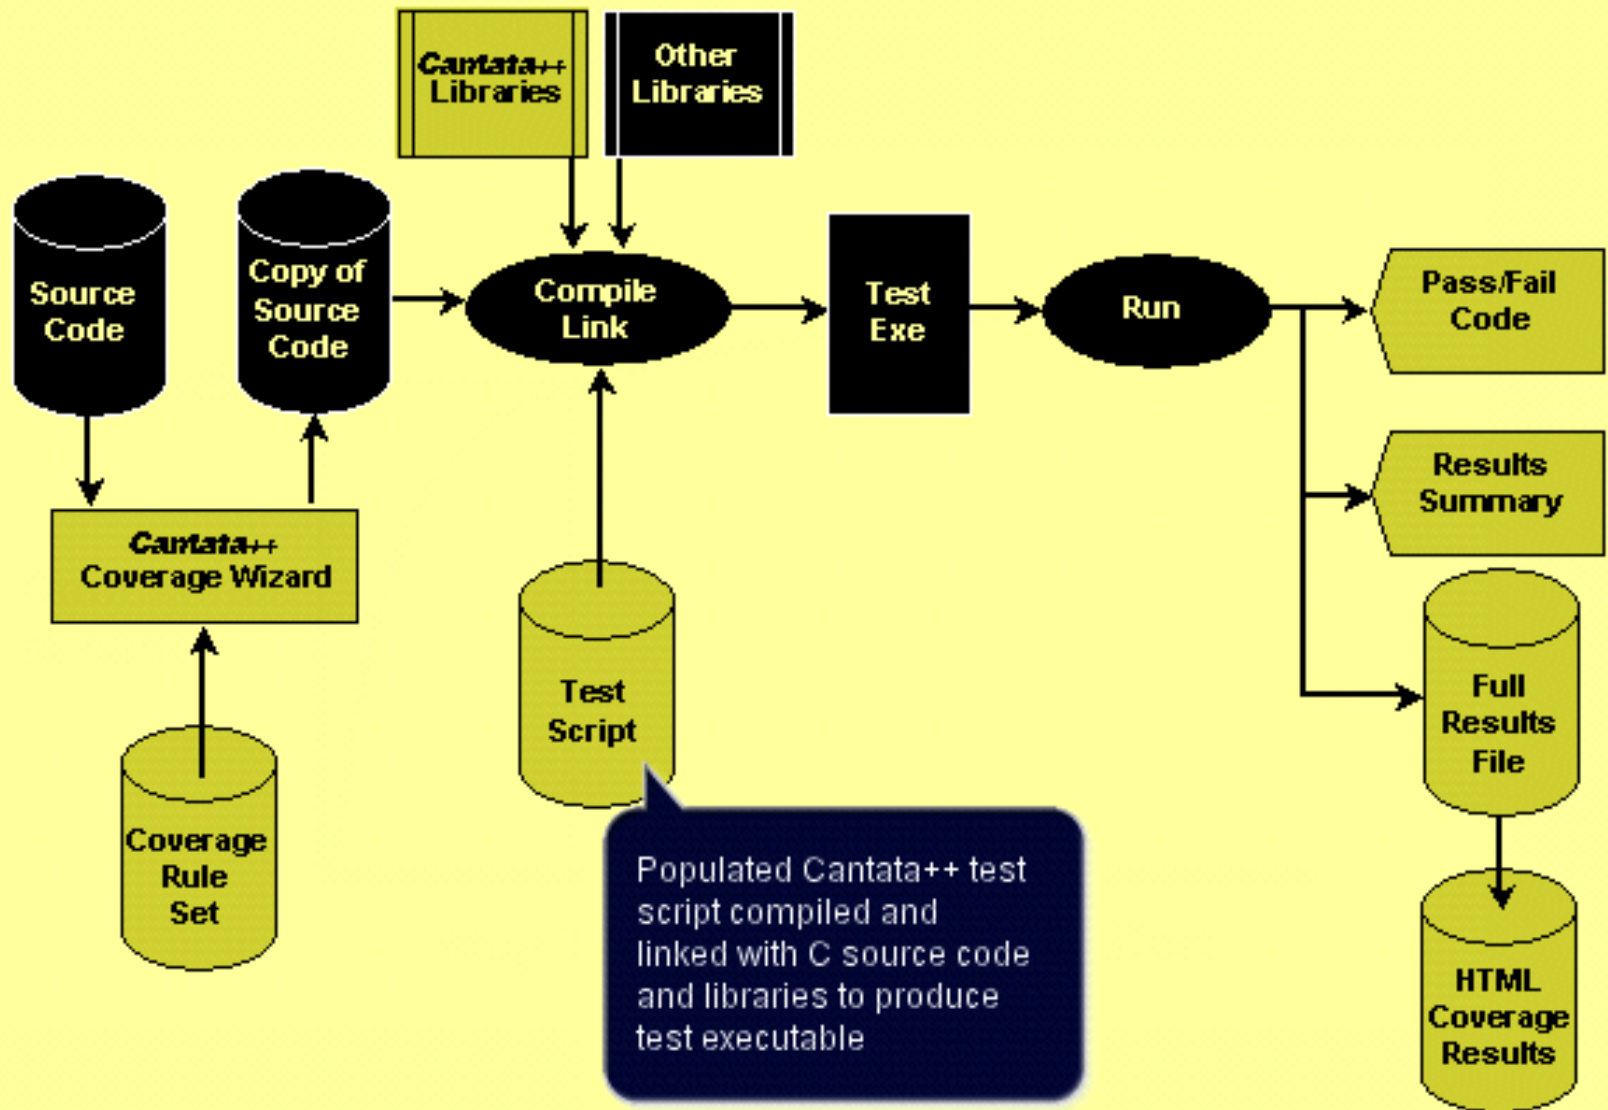 Cantata++
Libraries
Other
Libraries
Source
Code
Copy of
Source
Code
Compile
Link
Test
Exe
Run
Pass/Fail
Code
Results
Summary
Cantata++
Coverage Wizard
Test
Script
Full
Results
File
Coverage
Rule
Set
Populated Cantata++ test
script compiled and
linked with C source code
and libraries to produce
test executable
HTML
Coverage
Results